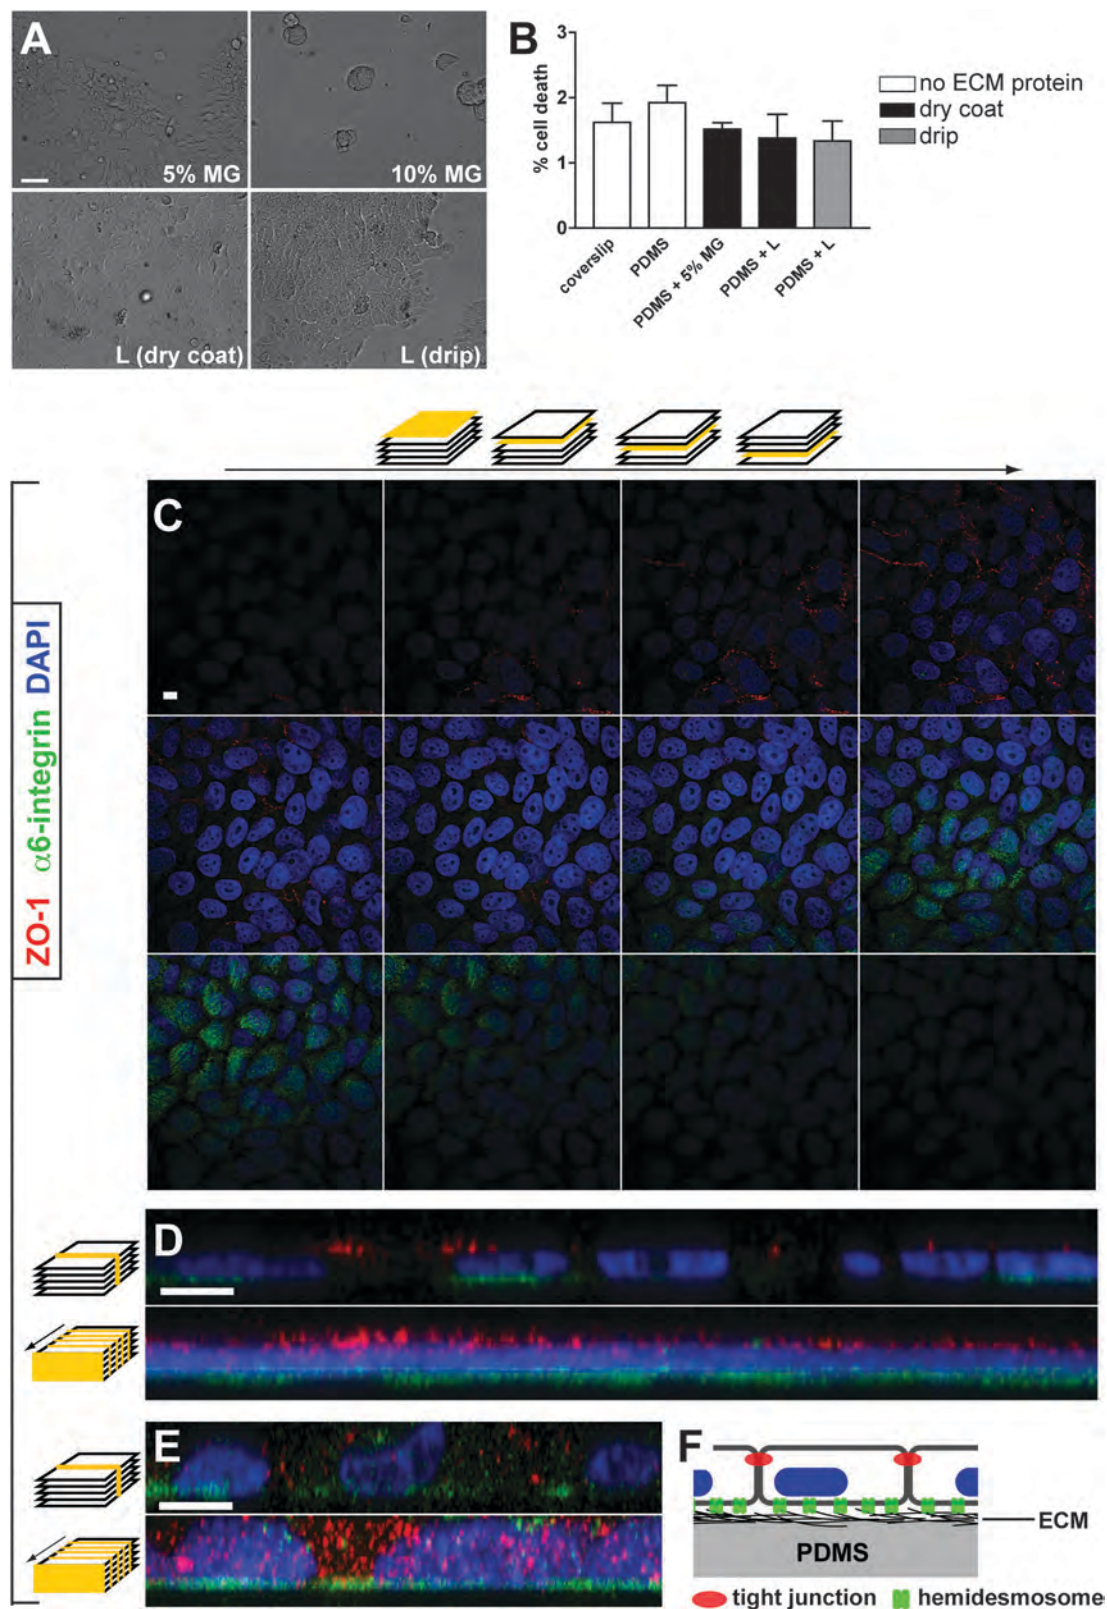 A
5% MG
10% MG
L (dry coat)
L (drip)
B
3
2
1
0
% cell death
coverslip
PDMS
PDMS + 5% MG
PDMS + L
PDMS + L
no ECM protein
dry coat
drip
C
ZO-1 α6-integrin DAPI
D
E
F
ECM
PDMS
tight junction
hemidesmosome